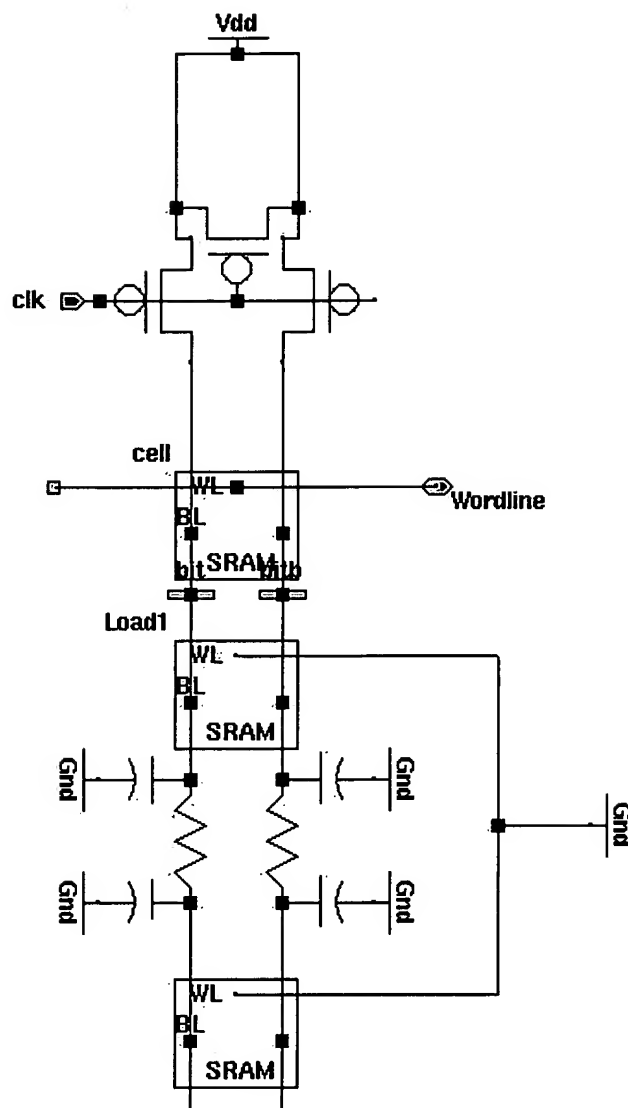 Vdd
clk
cell
WL
Wordline
BL
SRAM
bit bitb
Load1
WL
BL
SRAM
Gnd Gnd
Gnd
Gnd Gnd
WL
BL
SRAM